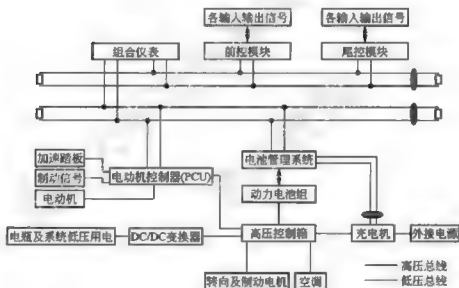 各输入输出信号
各输入输出信号
组合仪表
前控模块
尾控模块
加速踏板
制动信号
电动机
电动机控制器(PCU)
电池管理系统
动力电池组
电瓶及系统低压用电
DC/DC变换器
高压控制箱
充电机
外接电源
转向及制动电机
空调
高压总线
低压总线